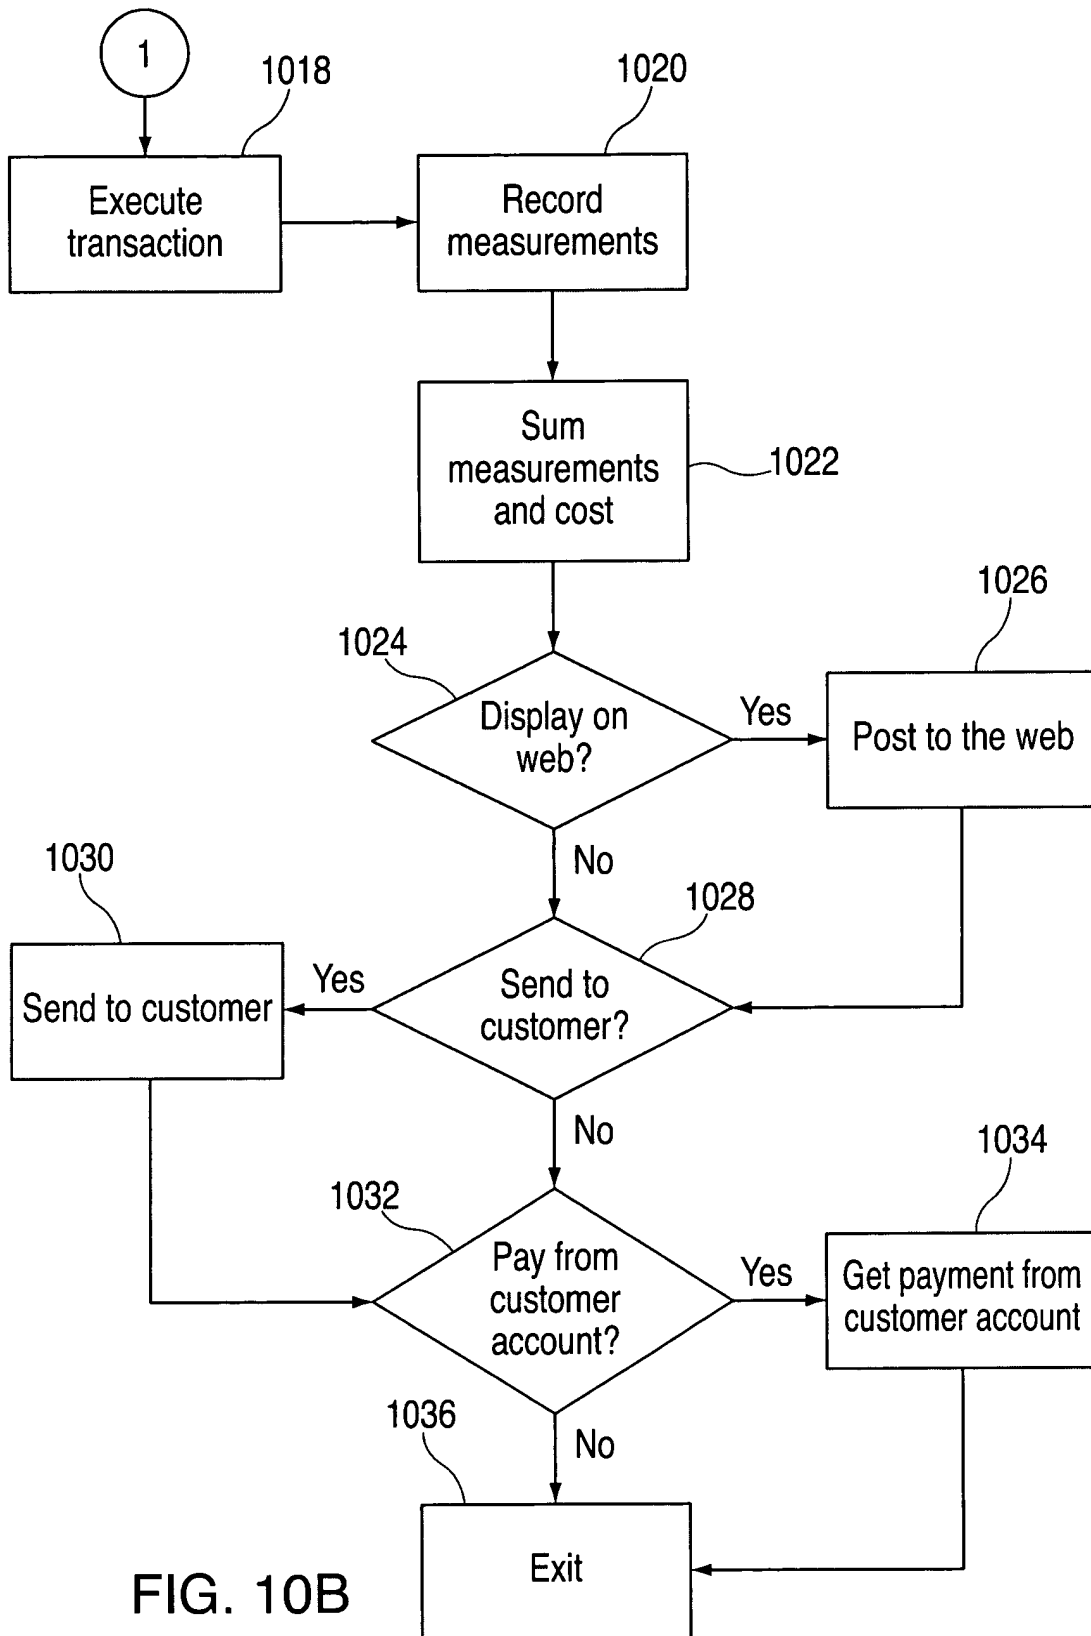 1
1018
1020
Execute
transaction
Record
measurements
Sum
measurements
and cost
1022
1024
1026
Display on
web?
Yes
Post to the web
No
1030
1028
Send to customer
Yes
Send to
customer?
No
1032
1034
Pay from
customer
account?
Yes
Get payment from
customer account
1036
No
Exit
FIG. 10B